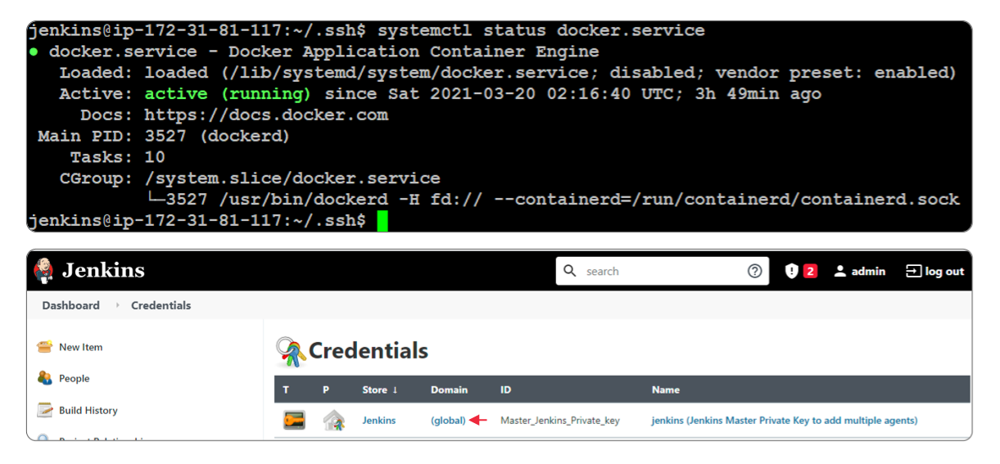 jenkins@ip-172-31-81-117:~/.ssh$ systemctl status docker.service
● docker.service - Docker Application Container Engine
Loaded: loaded (/lib/systemd/system/docker.service; disabled; vendor preset: enabled)
Active: active (running) since Sat 2021-03-20 02:16:40 UTC; 3h 49min ago
Docs: https://docs.docker.com
Main PID: 3527 (dockerd)
Tasks: 10
CGroup: /system.slice/docker.service
└─3527 /usr/bin/dockerd -H fd:// --containerd=/run/containerd/containerd.sock
jenkins@ip-172-31-81-117:~/.ssh$
Jenkins search 2 admin log out
Dashboard Credentials
New Item
People
Build History
Credentials
T P Store ↓ Domain ID Name
Jenkins (global) Master_Jenkins_Private_key jenkins (Jenkins Master Private Key to add multiple agents)